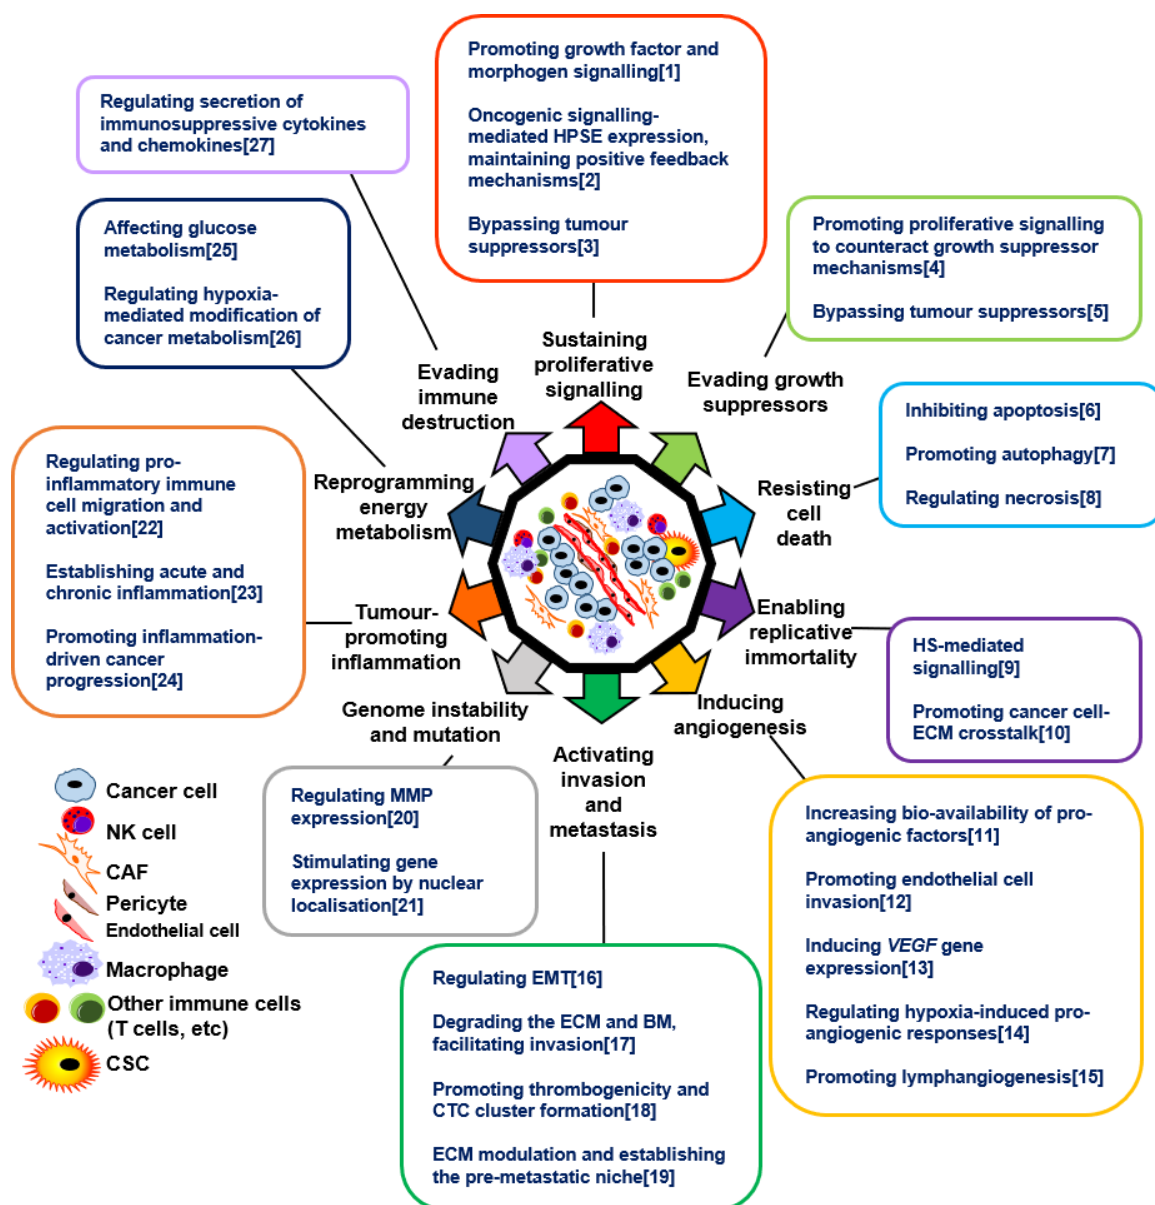 Promoting growth factor and
morphogen signalling[1]
Oncogenic signalling-
mediated HPSE expression,
maintaining positive feedback
mechanisms[2]
Bypassing tumour
suppressors[3]
Regulating secretion of
immunosuppressive cytokines
and chemokines[27]
Affecting glucose
metabolism[25]
Regulating hypoxia-
mediated modification of
cancer metabolism[26]
Promoting proliferative signalling
to counteract growth suppressor
mechanisms[4]
Bypassing tumour suppressors[5]
Sustaining
proliferative
signalling
Evading
immune
destruction
Evading growth
suppressors
Inhibiting apoptosis[6]
Promoting autophagy[7]
Regulating necrosis[8]
Regulating pro-
inflammatory immune
cell migration and
activation[22]
Establishing acute and
chronic inflammation[23]
Promoting inflammation-
driven cancer
progression[24]
Reprogramming
energy
metabolism
Resisting
cell
death
Tumour-
promoting
inflammation
Enabling
replicative
immortality
HS-mediated
signalling[9]
Promoting cancer cell-
ECM crosstalk[10]
Genome instability
and mutation
Inducing
angiogenesis
Activating
invasion
and
metastasis
Regulating MMP
expression[20]
Stimulating gene
expression by nuclear
localisation[21]
Increasing bio-availability of pro-
angiogenic factors[11]
Promoting endothelial cell
invasion[12]
Inducing VEGF gene
expression[13]
Regulating hypoxia-induced pro-
angiogenic responses[14]
Promoting lymphangiogenesis[15]
Cancer cell
NK cell
CAF
Pericyte
Endothelial cell
Macrophage
Other immune cells
(T cells, etc)
CSC
Regulating EMT[16]
Degrading the ECM and BM,
facilitating invasion[17]
Promoting thrombogenicity and
CTC cluster formation[18]
ECM modulation and establishing
the pre-metastatic niche[19]